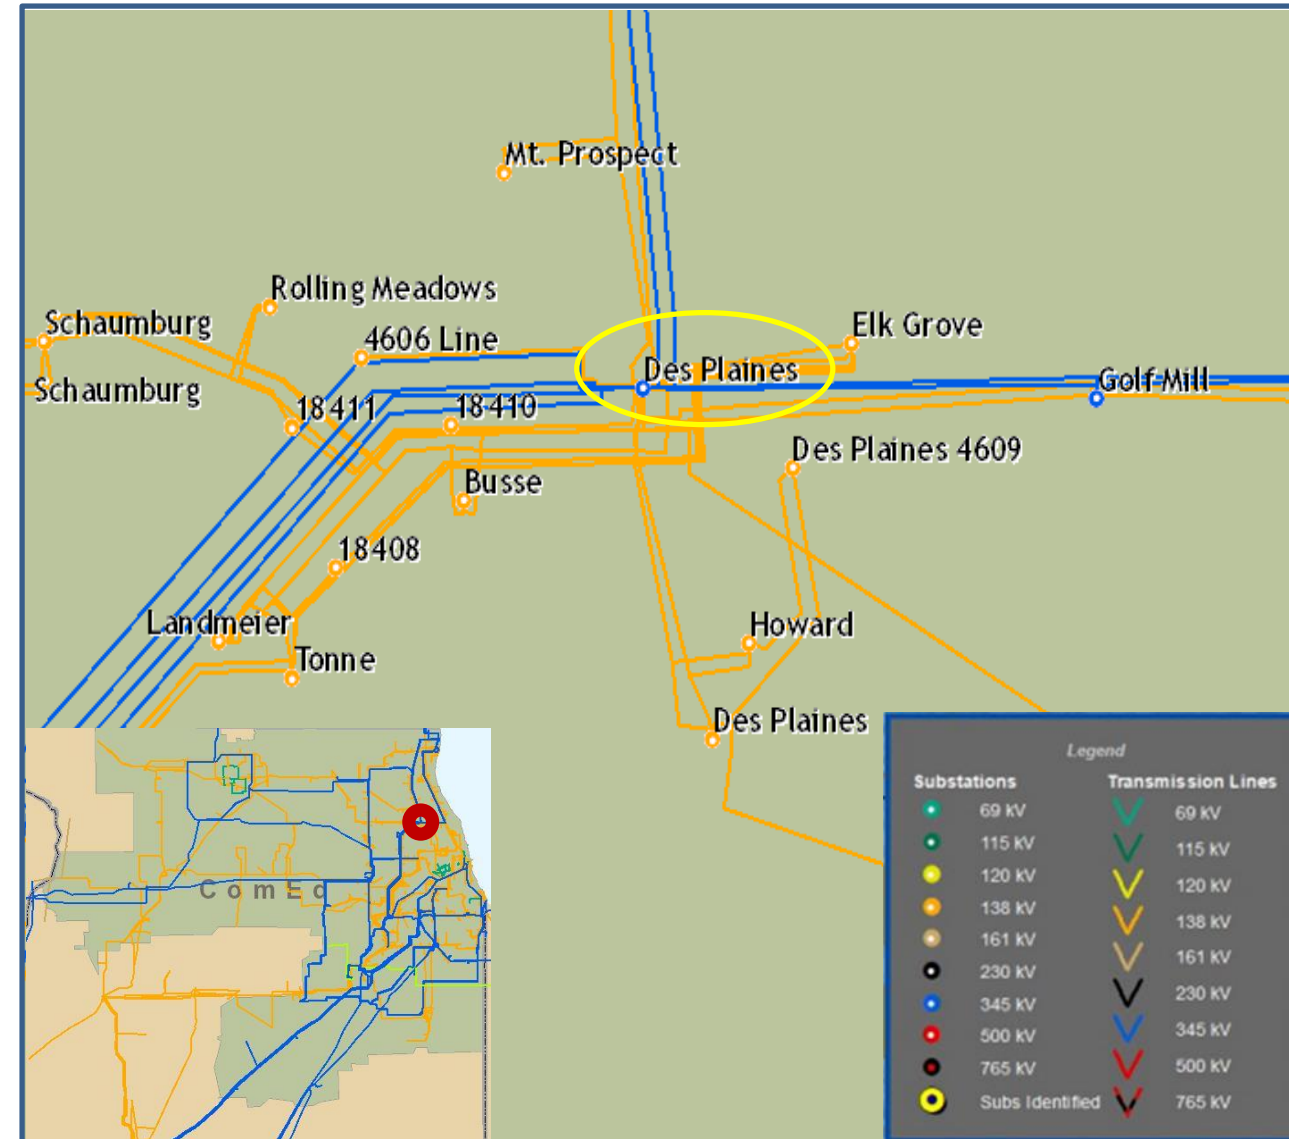 Mt. Prospect
Rolling Meadows
Schaumburg
4606 Line
Elk Grove
Des Plaines
Schaumburg
Golf Mill
18411
18410
Des Plaines 4609
Busse
18408
Landmeier
Howard
Tonne
Des Plaines
ComEd
Legend
Substations Transmission Lines
69 kV 69 kV
115 kV 115 kV
120 kV 120 kV
138 kV 138 kV
161 kV 161 kV
230 kV 230 kV
345 kV 345 kV
500 kV 500 kV
765 kV 765 kV
Subs Identified